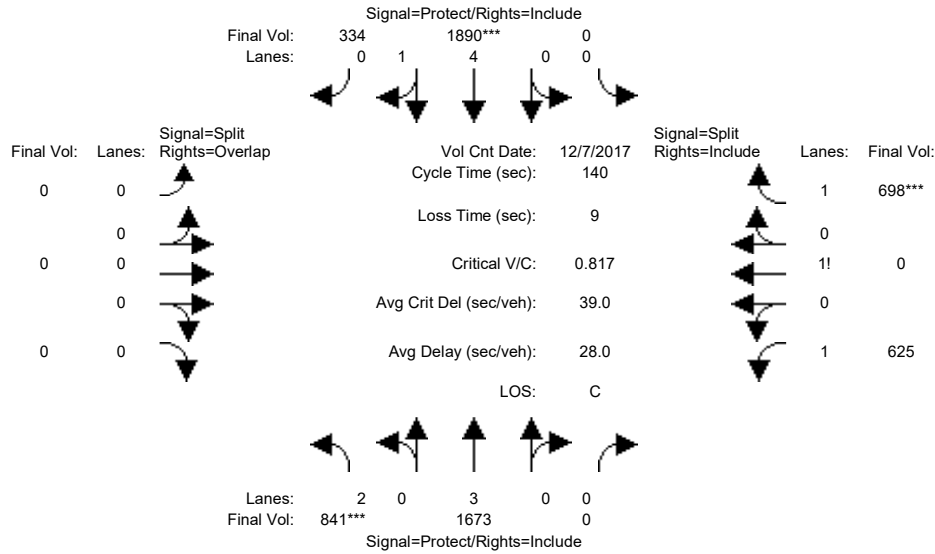 Signal=Protect/Rights=Include
Final Vol: 334 1890*** 0
Lanes: 0 1 4 0 0
Signal=Split
Final Vol: Lanes: Rights=Overlap
Vol Cnt Date: 12/7/2017
Signal=Split
Rights=Include Lanes: Final Vol:
Cycle Time (sec): 140
0 0
1 698***
Loss Time (sec): 9
0
0
0 0
Critical V/C: 0.817
1! 0
0
Avg Crit Del (sec/veh): 39.0
0
0 0
Avg Delay (sec/veh): 28.0
1 625
LOS: C
Lanes: 2 0 3 0 0
Final Vol: 841*** 1673 0
Signal=Protect/Rights=Include